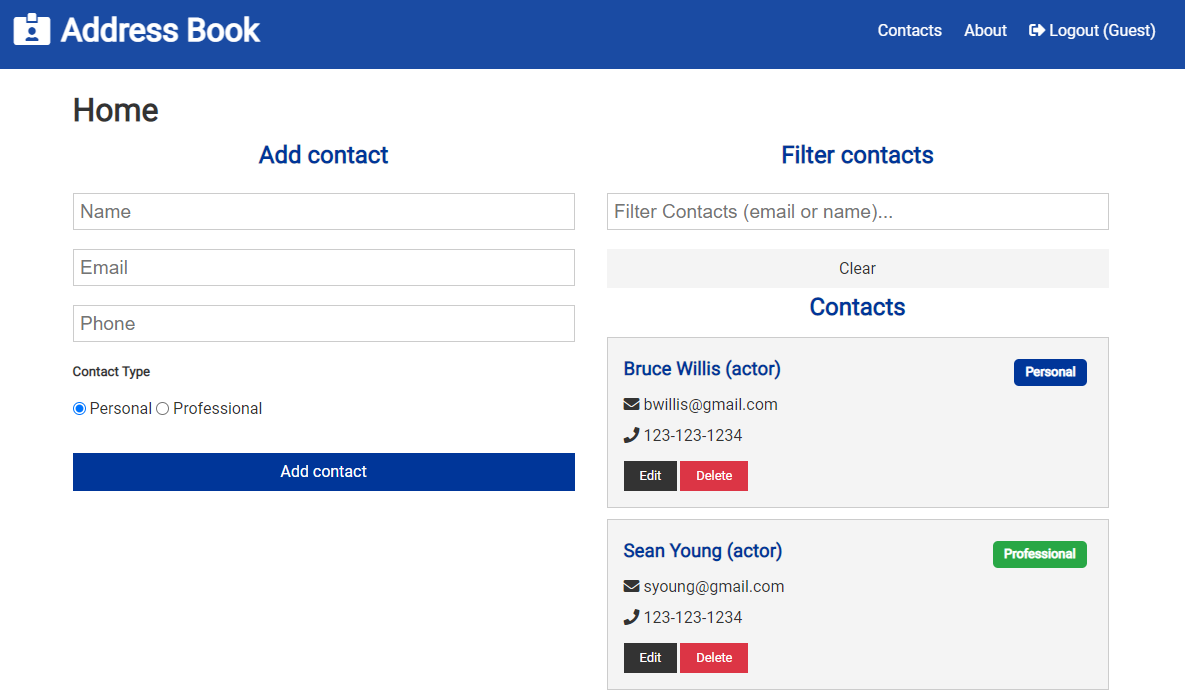 Address Book
Contacts About Logout (Guest)
Home
Add contact
Name
Email
Phone
Contact Type
Personal Professional
Add contact
Filter contacts
Filter Contacts (email or name)...
Clear
Contacts
Bruce Willis (actor) Personal
bwillis@gmail.com
123-123-1234
Edit Delete
Sean Young (actor) Professional
syoung@gmail.com
123-123-1234
Edit Delete